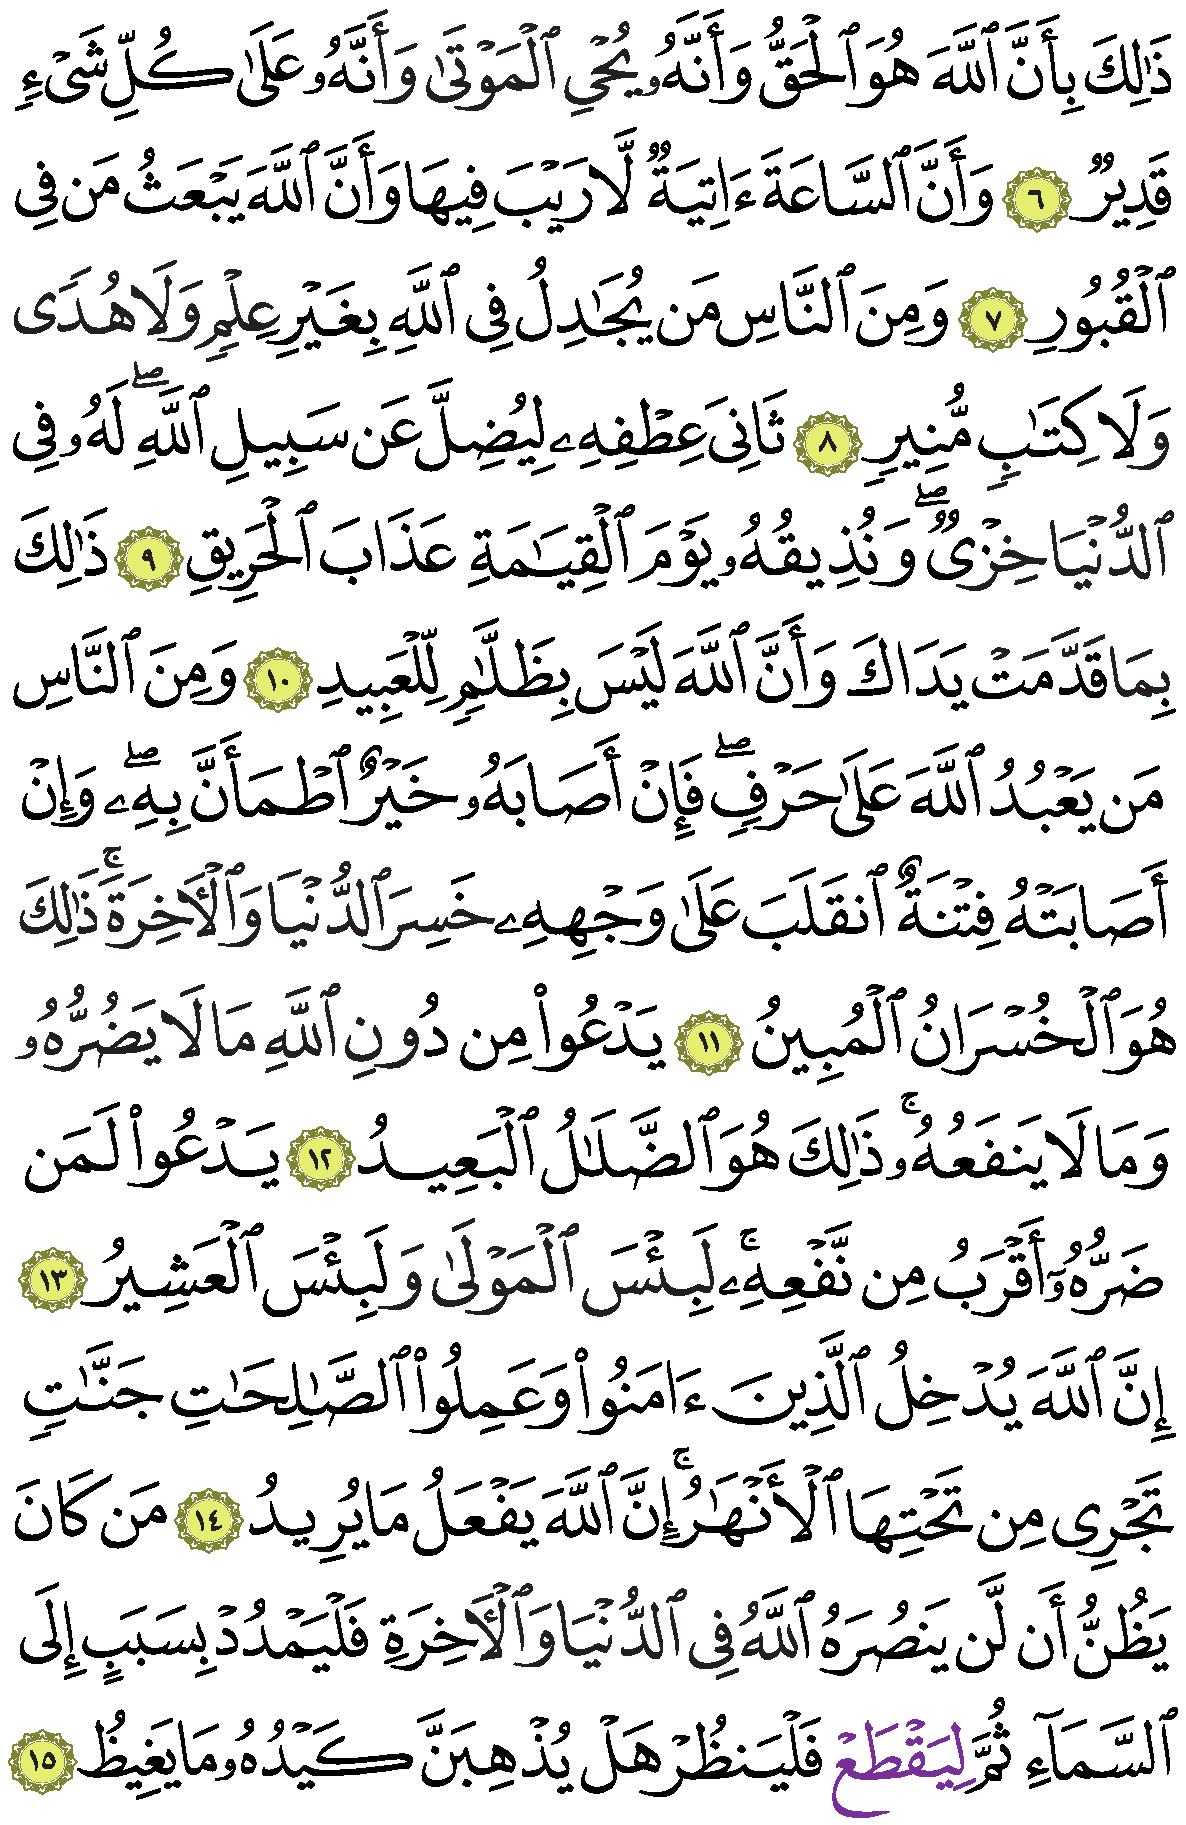 ذَٰلِكَ بِأَنَّ ٱللَّهَ هُوَ ٱلْحَقُّ وَأَنَّهُۥ يُحْيِ ٱلْمَوْتَىٰ وَأَنَّهُۥ عَلَىٰ كُلِّ شَىْءٍ
قَدِيرٌ ٦ وَأَنَّ ٱلسَّاعَةَ ءَاتِيَةٌ لَّا رَيْبَ فِيهَا وَأَنَّ ٱللَّهَ يَبْعَثُ مَن فِى
ٱلْقُبُورِ ٧ وَمِنَ ٱلنَّاسِ مَن يُجَٰدِلُ فِى ٱللَّهِ بِغَيْرِ عِلْمٍ وَلَا هُدًى
وَلَا كِتَٰبٍ مُّنِيرٍ ٨ ثَانِىَ عِطْفِهِۦ لِيُضِلَّ عَن سَبِيلِ ٱللَّهِ ۖ لَهُۥ فِى
ٱلدُّنْيَا خِزْىٌ ۖ وَنُذِيقُهُۥ يَوْمَ ٱلْقِيَٰمَةِ عَذَابَ ٱلْحَرِيقِ ٩ ذَٰلِكَ
بِمَا قَدَّمَتْ يَدَاكَ وَأَنَّ ٱللَّهَ لَيْسَ بِظَلَّٰمٍ لِّلْعَبِيدِ ١٠ وَمِنَ ٱلنَّاسِ
مَن يَعْبُدُ ٱللَّهَ عَلَىٰ حَرْفٍ ۖ فَإِنْ أَصَابَهُۥ خَيْرٌ ٱطْمَأَنَّ بِهِۦ ۖ وَإِنْ
أَصَابَتْهُ فِتْنَةٌ ٱنقَلَبَ عَلَىٰ وَجْهِهِۦ خَسِرَ ٱلدُّنْيَا وَٱلْأَخِرَةَ ۚ ذَٰلِكَ
هُوَ ٱلْخُسْرَانُ ٱلْمُبِينُ ١١ يَدْعُوا۟ مِن دُونِ ٱللَّهِ مَا لَا يَضُرُّهُۥ
وَمَا لَا يَنفَعُهُۥ ۚ ذَٰلِكَ هُوَ ٱلضَّلَٰلُ ٱلْبَعِيدُ ١٢ يَدْعُوا۟ لَمَن
ضَرُّهُۥٓ أَقْرَبُ مِن نَّفْعِهِۦ ۚ لَبِئْسَ ٱلْمَوْلَىٰ وَلَبِئْسَ ٱلْعَشِيرُ ١٣
إِنَّ ٱللَّهَ يُدْخِلُ ٱلَّذِينَ ءَامَنُوا۟ وَعَمِلُوا۟ ٱلصَّٰلِحَٰتِ جَنَّٰتٍ
تَجْرِى مِن تَحْتِهَا ٱلْأَنْهَٰرُ ۚ إِنَّ ٱللَّهَ يَفْعَلُ مَا يُرِيدُ ١٤ مَن كَانَ
يَظُنُّ أَن لَّن يَنصُرَهُ ٱللَّهُ فِى ٱلدُّنْيَا وَٱلْأَخِرَةِ فَلْيَمْدُدْ بِسَبَبٍ إِلَى
ٱلسَّمَآءِ ثُمَّ لِيَقْطَعْ فَلْيَنظُرْ هَلْ يُذْهِبَنَّ كَيْدُهُۥ مَا يَغِيظُ ١٥